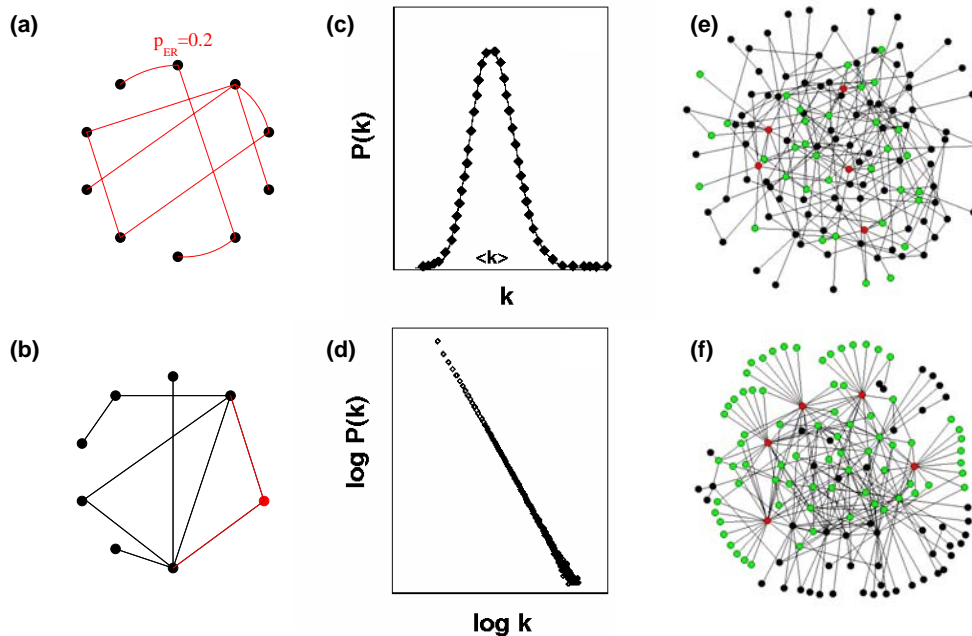 (a)
p_ER=0.2
(b)
(c)
P(k)
<k>
k
(d)
log P(k)
log k
(e)
(f)